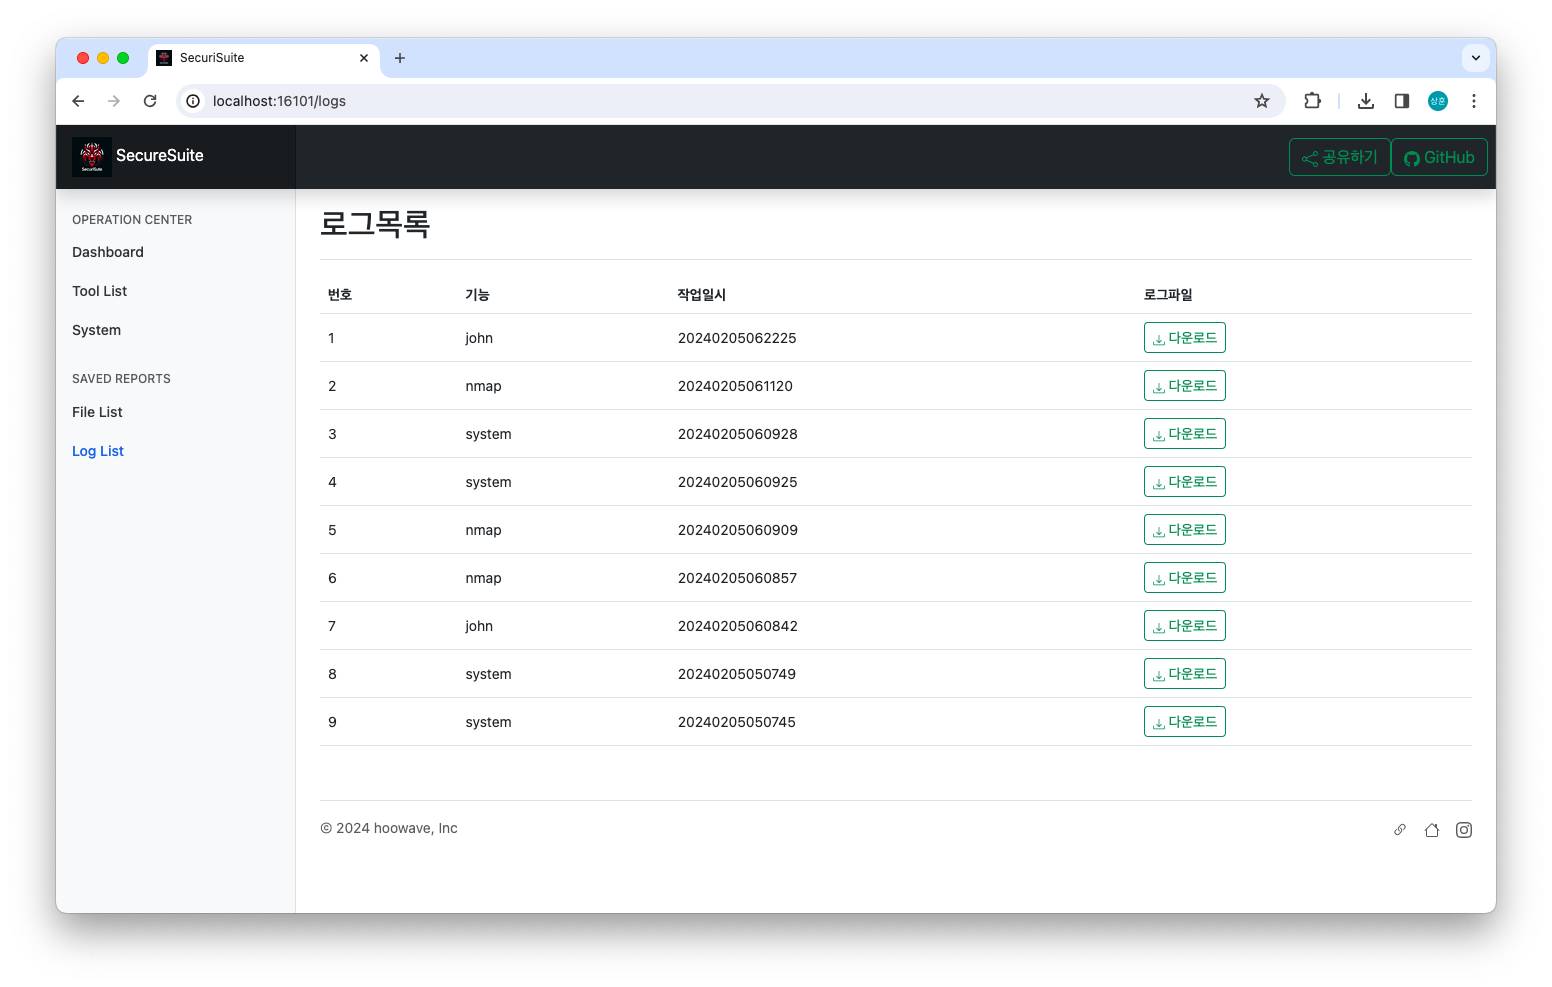 SecuriSuite
localhost:16101/logs
상훈
SecuriSuite
SecureSuite
공유하기
GitHub
OPERATION CENTER
Dashboard
Tool List
System
SAVED REPORTS
File List
Log List
로그목록
번호 기능 작업일시 로그파일
1 john 20240205062225 다운로드
2 nmap 20240205061120 다운로드
3 system 20240205060928 다운로드
4 system 20240205060925 다운로드
5 nmap 20240205060909 다운로드
6 nmap 20240205060857 다운로드
7 john 20240205060842 다운로드
8 system 20240205050749 다운로드
9 system 20240205050745 다운로드
© 2024 hoowave, Inc